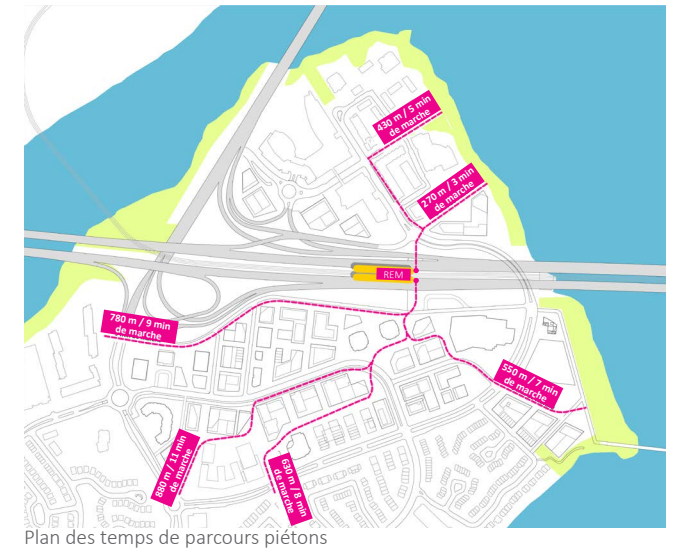 430 m / 5 min
de marche
270 m / 3 min
de marche
REM
780 m / 9 min
de marche
550 m / 7 min
de marche
880 m / 11 min
de marche
630 m / 8 min
de marche
Plan des temps de parcours piétons